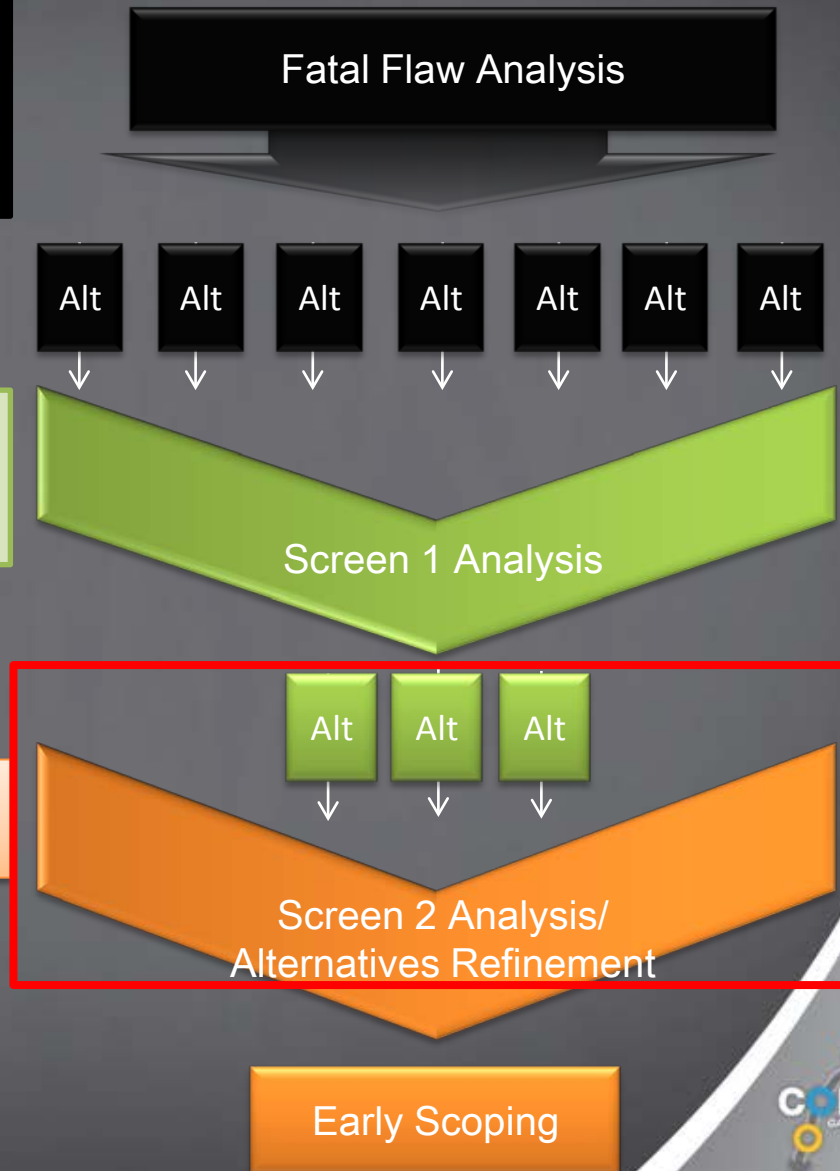 Fatal Flaw Analysis
Alt Alt Alt Alt Alt Alt Alt
Screen 1 Analysis
Alt Alt Alt
Screen 2 Analysis/
Alternatives Refinement
Early Scoping